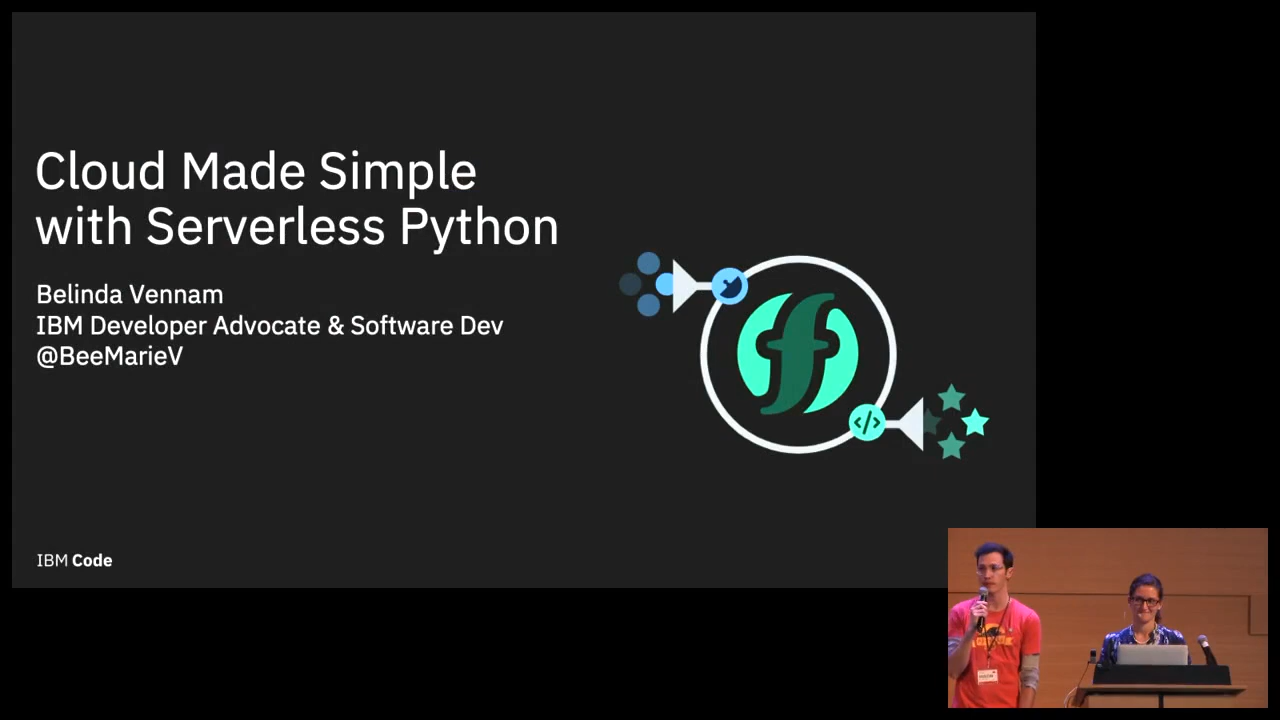 Cloud Made Simple
with Serverless Python
Belinda Vennam
IBM Developer Advocate & Software Dev
@BeeMarieV
IBM Code
</>